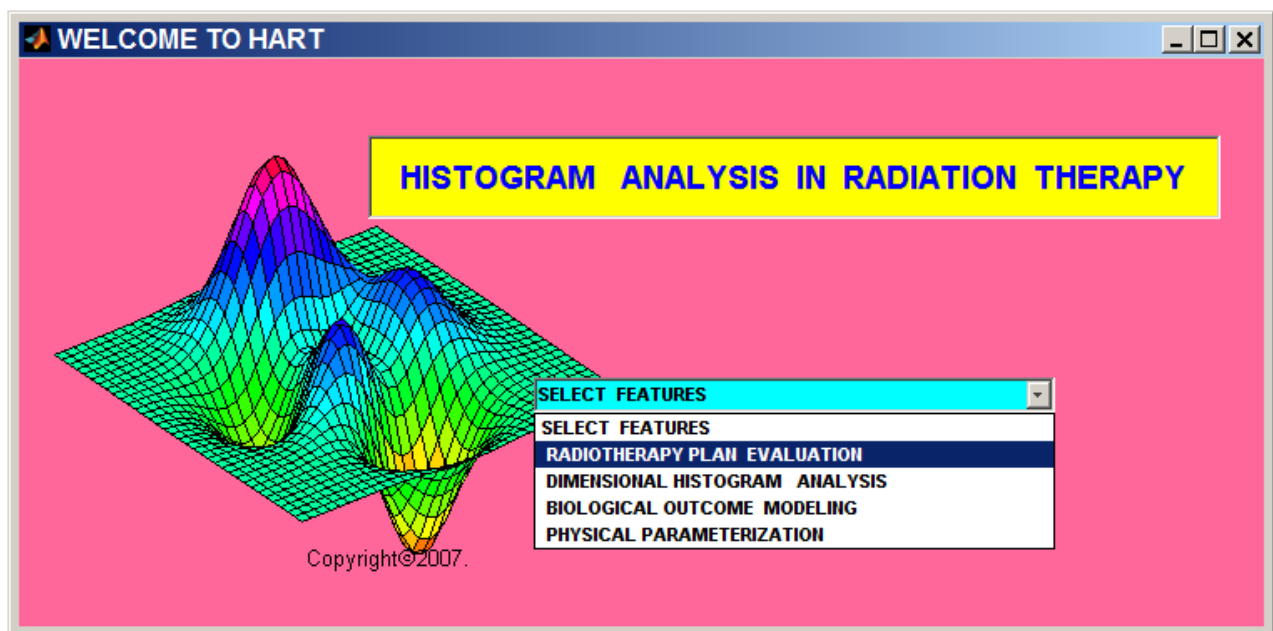 WELCOME TO HART
HISTOGRAM ANALYSIS IN RADIATION THERAPY
SELECT FEATURES
SELECT FEATURES
RADIOTHERAPY PLAN EVALUATION
DIMENSIONAL HISTOGRAM ANALYSIS
BIOLOGICAL OUTCOME MODELING
PHYSICAL PARAMETERIZATION
Copyright©2007.